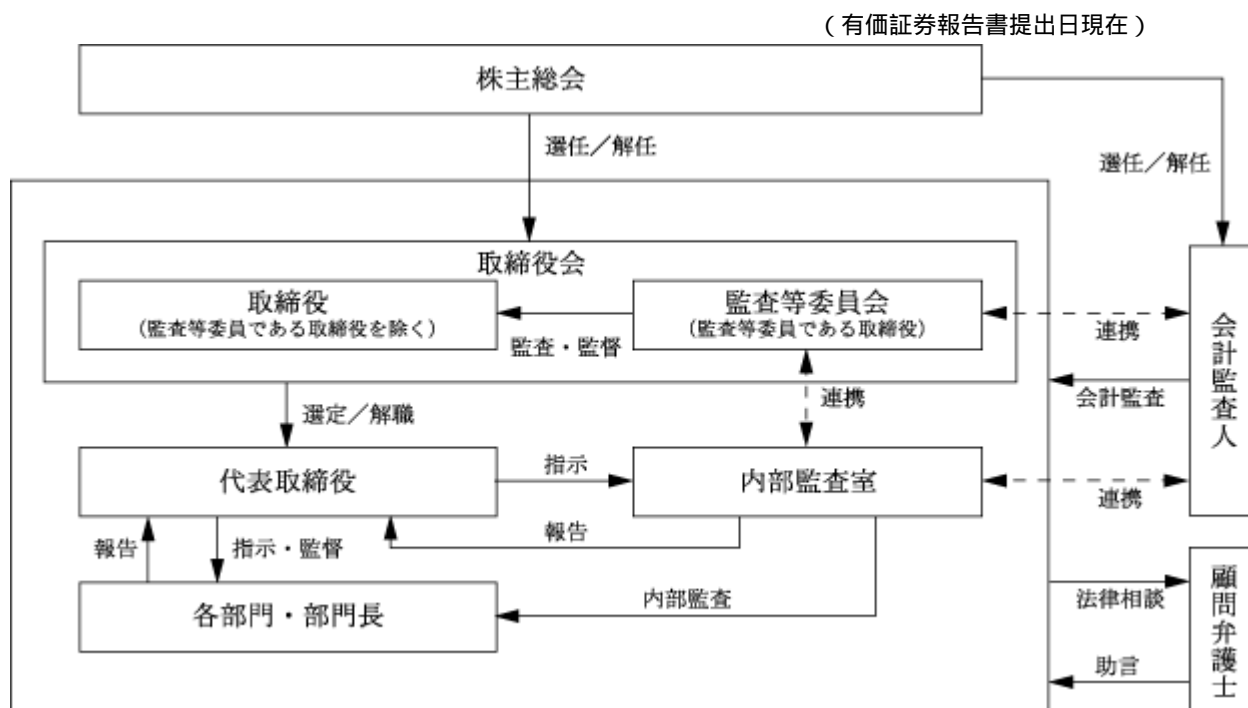 （有価証券報告書提出日現在）
株主総会
選任／解任
選任／解任
取締役会
取締役
（監査等委員である取締役を除く）
監査・監督
監査等委員会
（監査等委員である取締役）
連携
会計監査人
会計監査
選定／解職
連携
代表取締役
指示
内部監査室
連携
報告
指示・監督
報告
各部門・部門長
内部監査
法律相談
顧問弁護士
助言